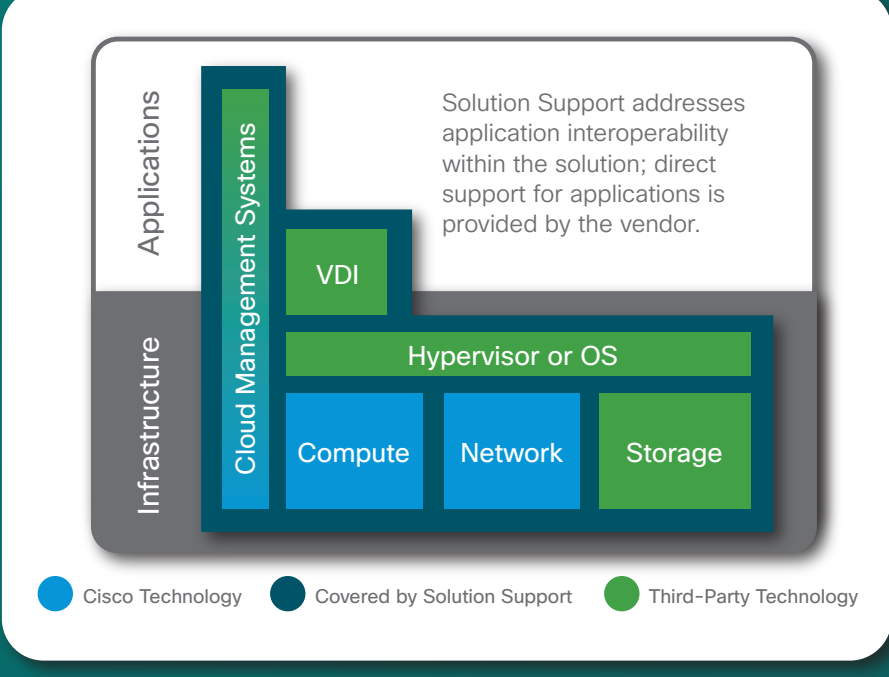 Applications
Solution Support addresses
application interoperability
within the solution; direct
support for applications is
provided by the vendor.
Cloud Management Systems
VDI
Infrastructure
Hypervisor or OS
Compute
Network
Storage
Cisco Technology
Covered by Solution Support
Third-Party Technology